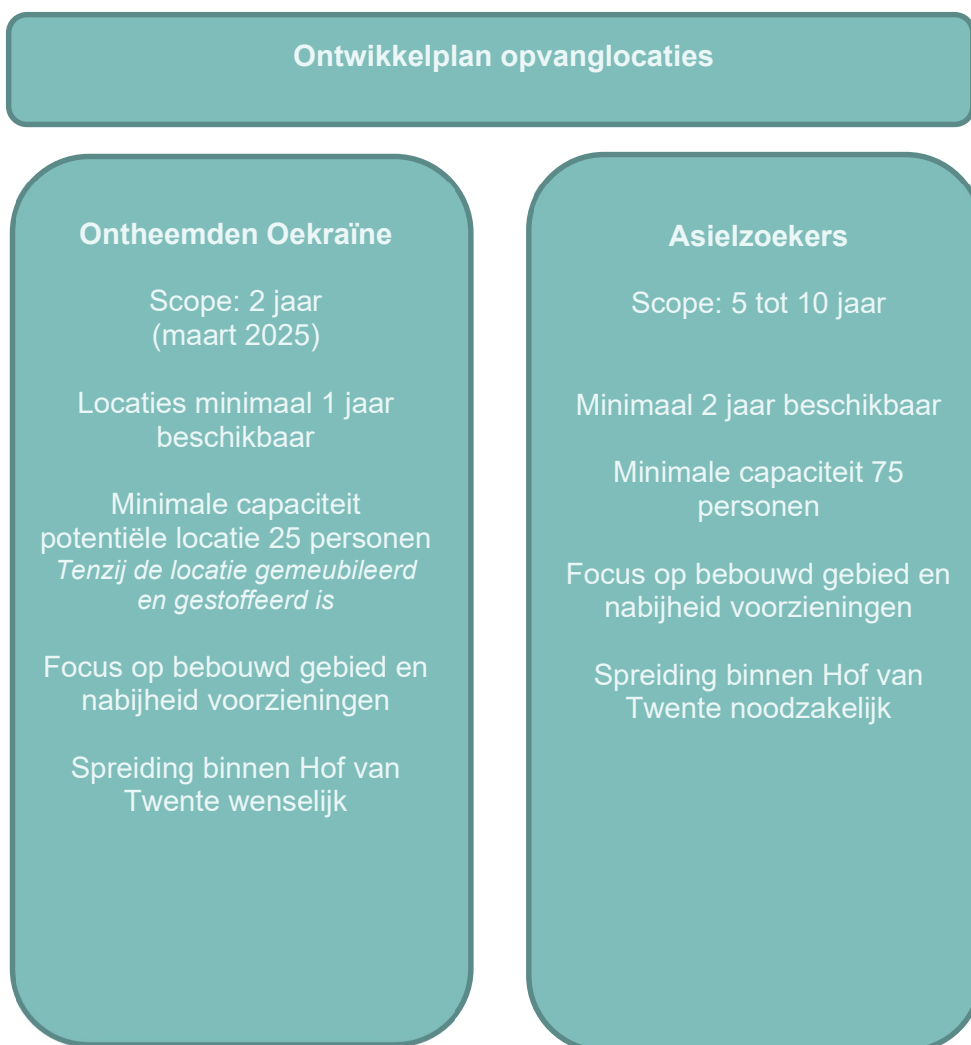 Ontwikkelplan opvanglocaties
Ontheemden Oekraïne
Scope: 2 jaar
(maart 2025)
Locaties minimaal 1 jaar
beschikbaar
Minimale capaciteit
potentiële locatie 25 personen
Tenzij de locatie gemeubileerd
en gestoffeerd is
Focus op bebouwd gebied en
nabijheid voorzieningen
Spreiding binnen Hof van
Twente wenselijk
Asielzoekers
Scope: 5 tot 10 jaar
Minimaal 2 jaar beschikbaar
Minimale capaciteit 75
personen
Focus op bebouwd gebied en
nabijheid voorzieningen
Spreiding binnen Hof van
Twente noodzakelijk